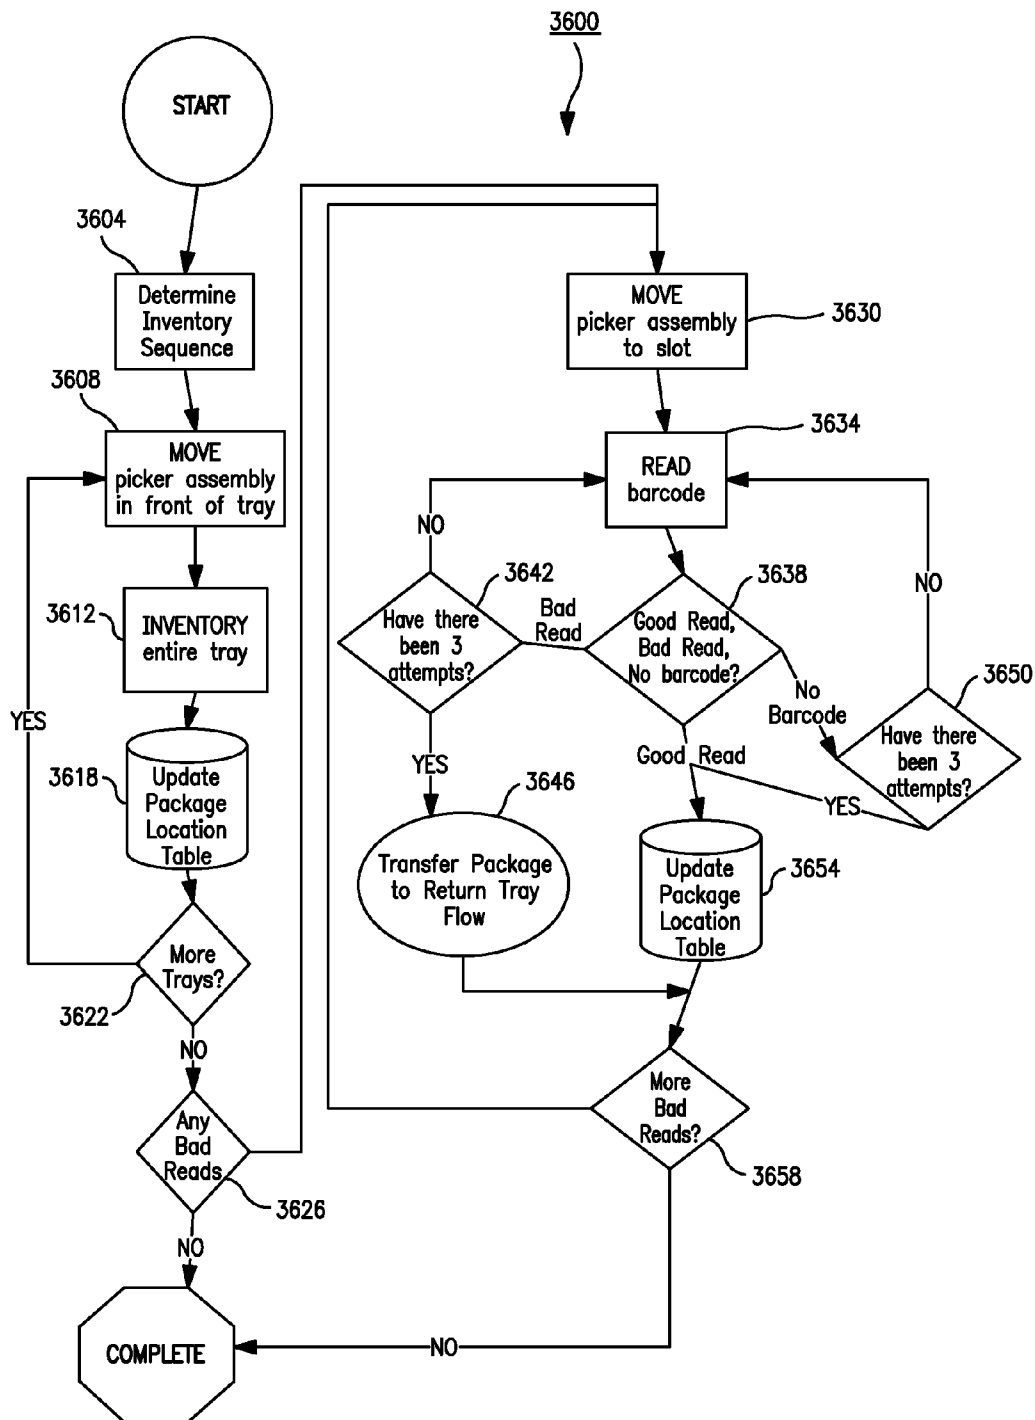 3600
START
3604
Determine
Inventory
Sequence
3608
MOVE
picker assembly
in front of tray
3612
INVENTORY
entire tray
YES
3618
Update
Package
Location
Table
More
Trays?
3622
NO
Any
Bad
Reads
3626
NO
COMPLETE
MOVE
picker assembly
to slot
3630
3634
READ
barcode
NO
3642
Have there
been 3
attempts?
Bad
Read
3638
Good Read,
Bad Read,
No barcode?
NO
No
Barcode
3650
Have there
been 3
attempts?
YES
Good Read
YES
3646
Transfer Package
to Return Tray
Flow
Update
Package
Location
Table
3654
More
Bad
Reads?
3658
NO